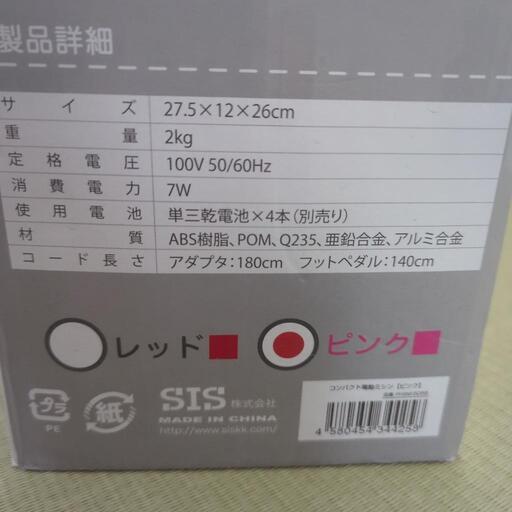 製品詳細
サイズ 27.5×12×26cm
重量 2kg
定格電圧 100V 50/60Hz
消費電力 7W
使用電池 単三乾電池×4本(別売り)
材質 ABS樹脂、POM、Q235、亜鉛合金、アルミ合金
コード長さ アダプタ:180cm フットペダル:140cm
レッド ピンク
プラ
PE
紙
SIS 株式会社
MADE IN CHINA
http://www.siskk.com
コンパクト電動ミシン【ピンク】
4 580454 344258